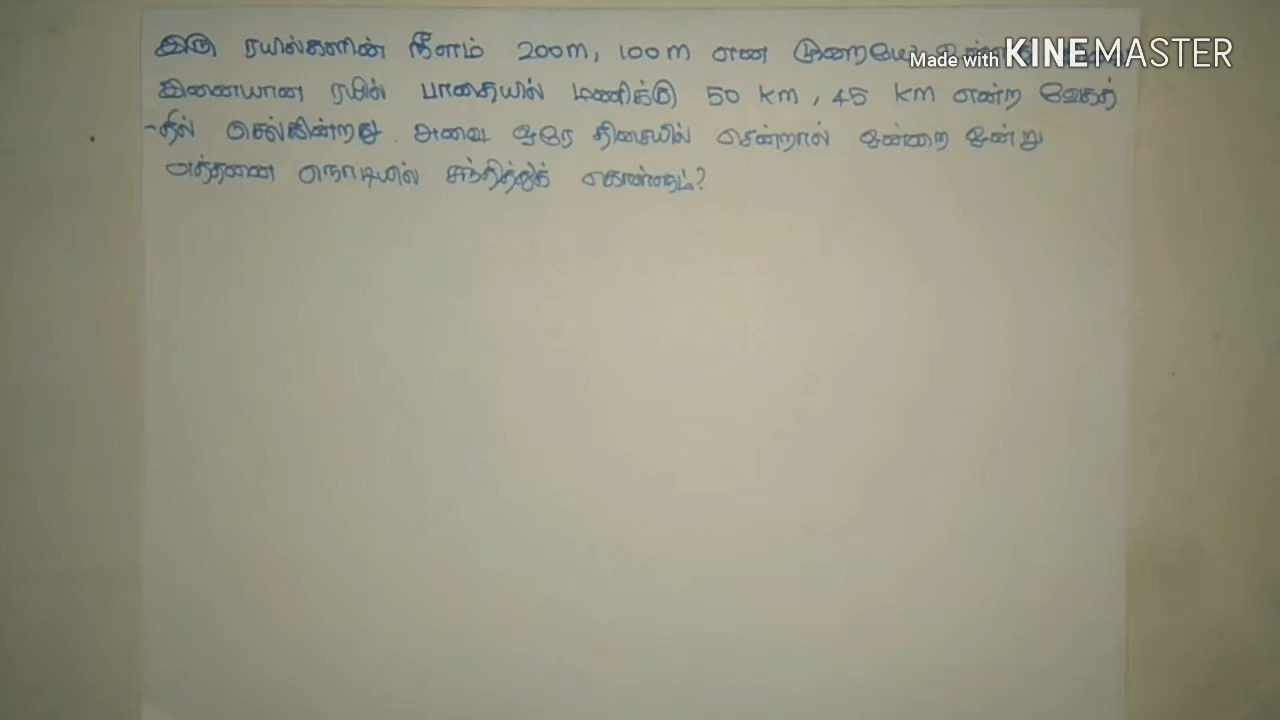 இரு ரயில்களின் நீளம் 200m, 100m என முறையே
Made with KINEMASTER
இணையான ரயில் பாதையில் மணிக்கு 50 km, 45 km என்ற வேகத்
-தில் செல்கின்றது. அவை ஒரே திசையில் சென்றால் ஒன்றை ஒன்று
எத்தனை நொடியில் சந்தித்துக் கொள்ளும்?